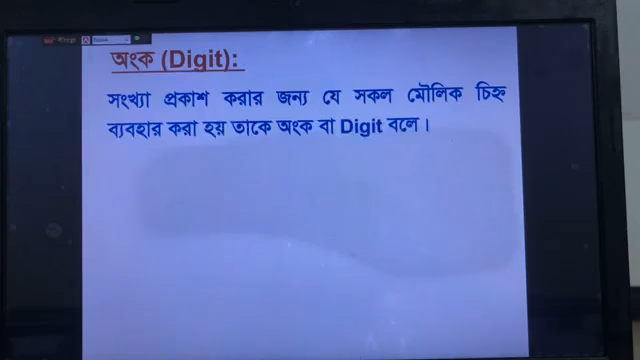 অংক (Digit):
সংখ্যা প্রকাশ করার জন্য যে সকল মৌলিক চিহ্ন
ব্যবহার করা হয় তাকে অংক বা Digit বলে।